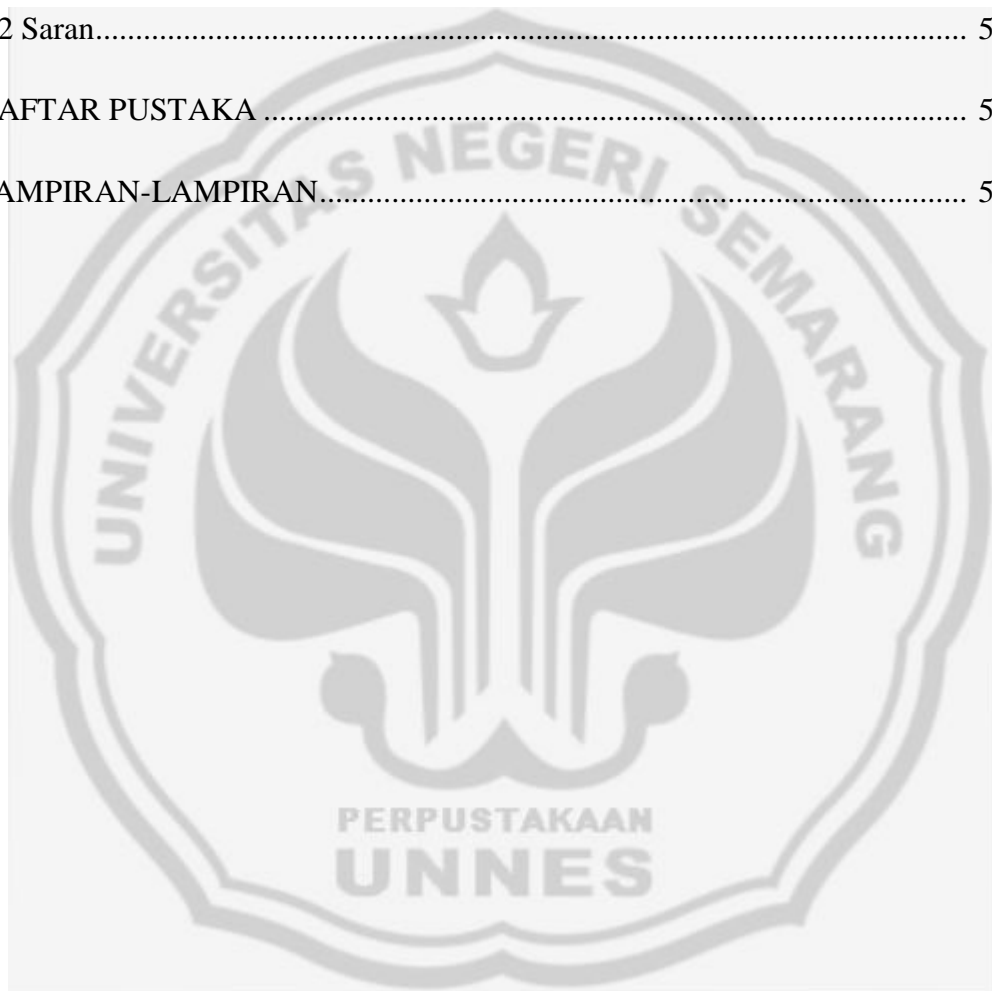 2 Saran........................................................................................................ 5
AFTAR PUSTAKA .................................................................................... 5
AMPIRAN-LAMPIRAN............................................................................. 5
UNIVERSITAS NEGERI SEMARANG
PERPUSTAKAAN
UNNES